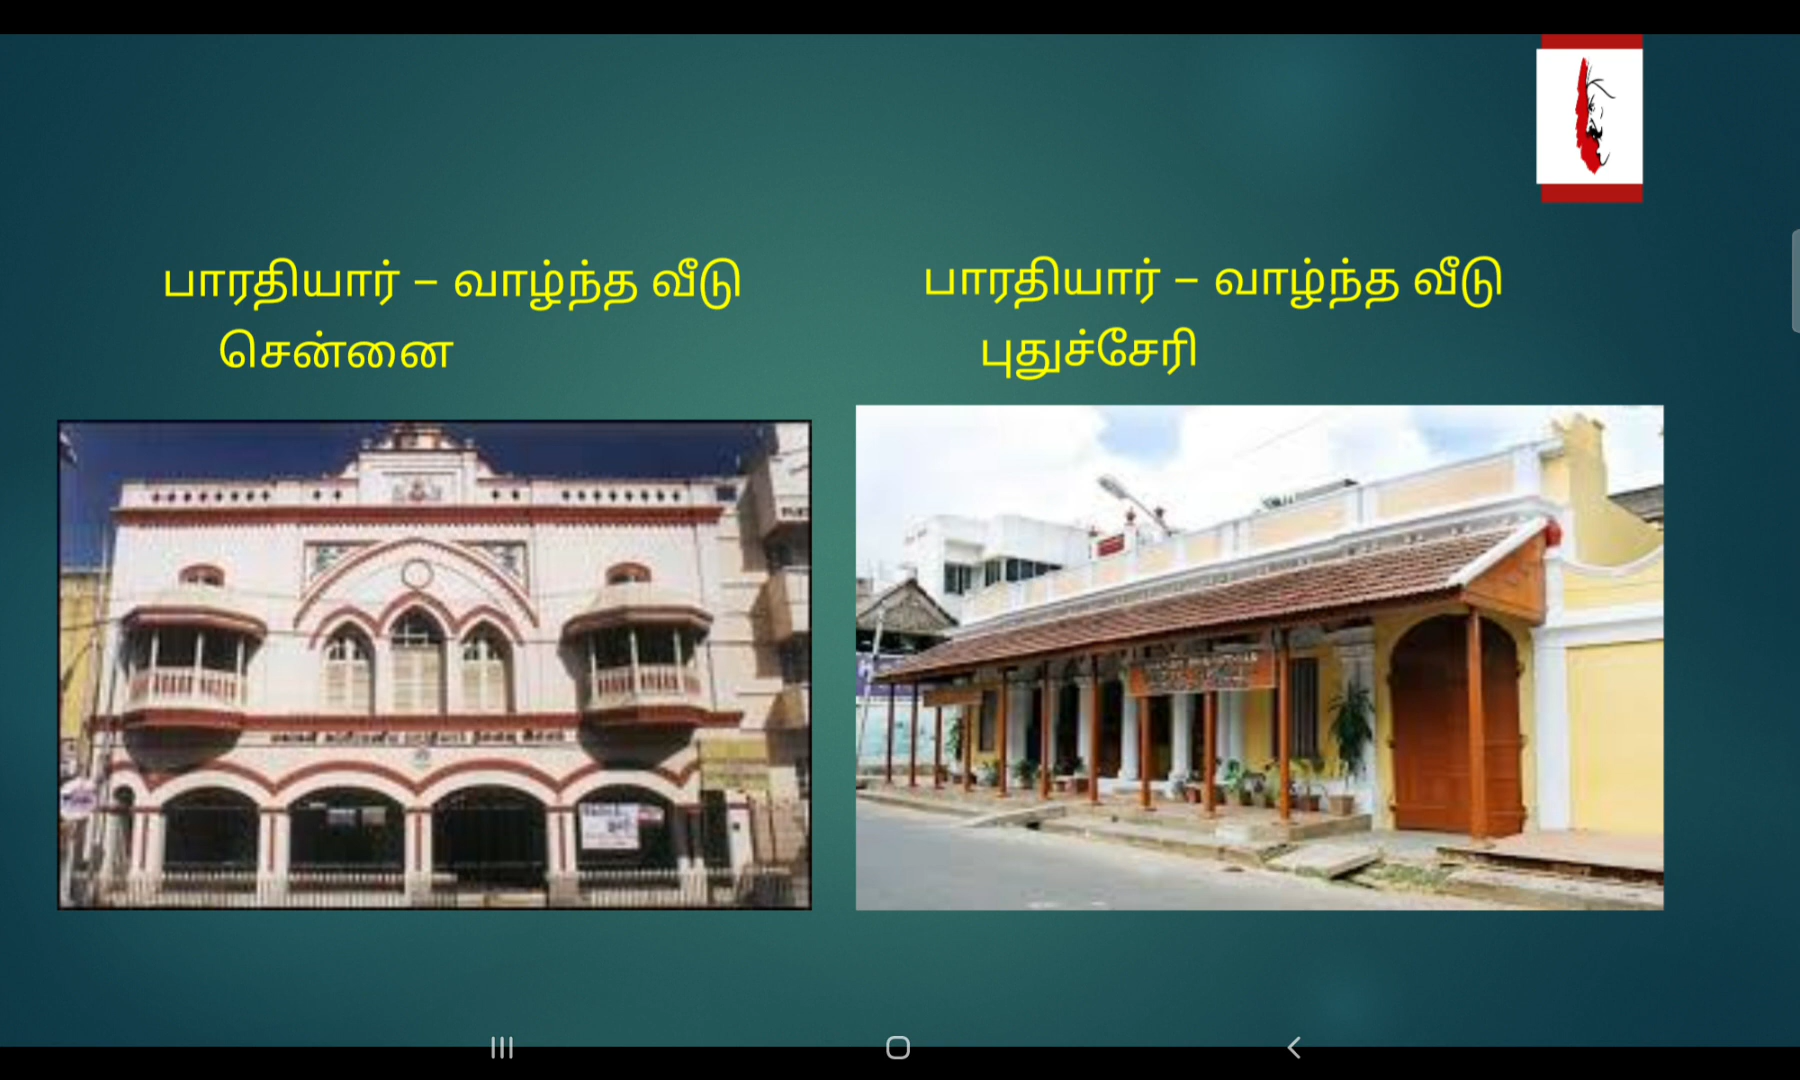 பாரதியார் – வாழ்ந்த வீடு
சென்னை
பாரதியார் – வாழ்ந்த வீடு
புதுச்சேரி